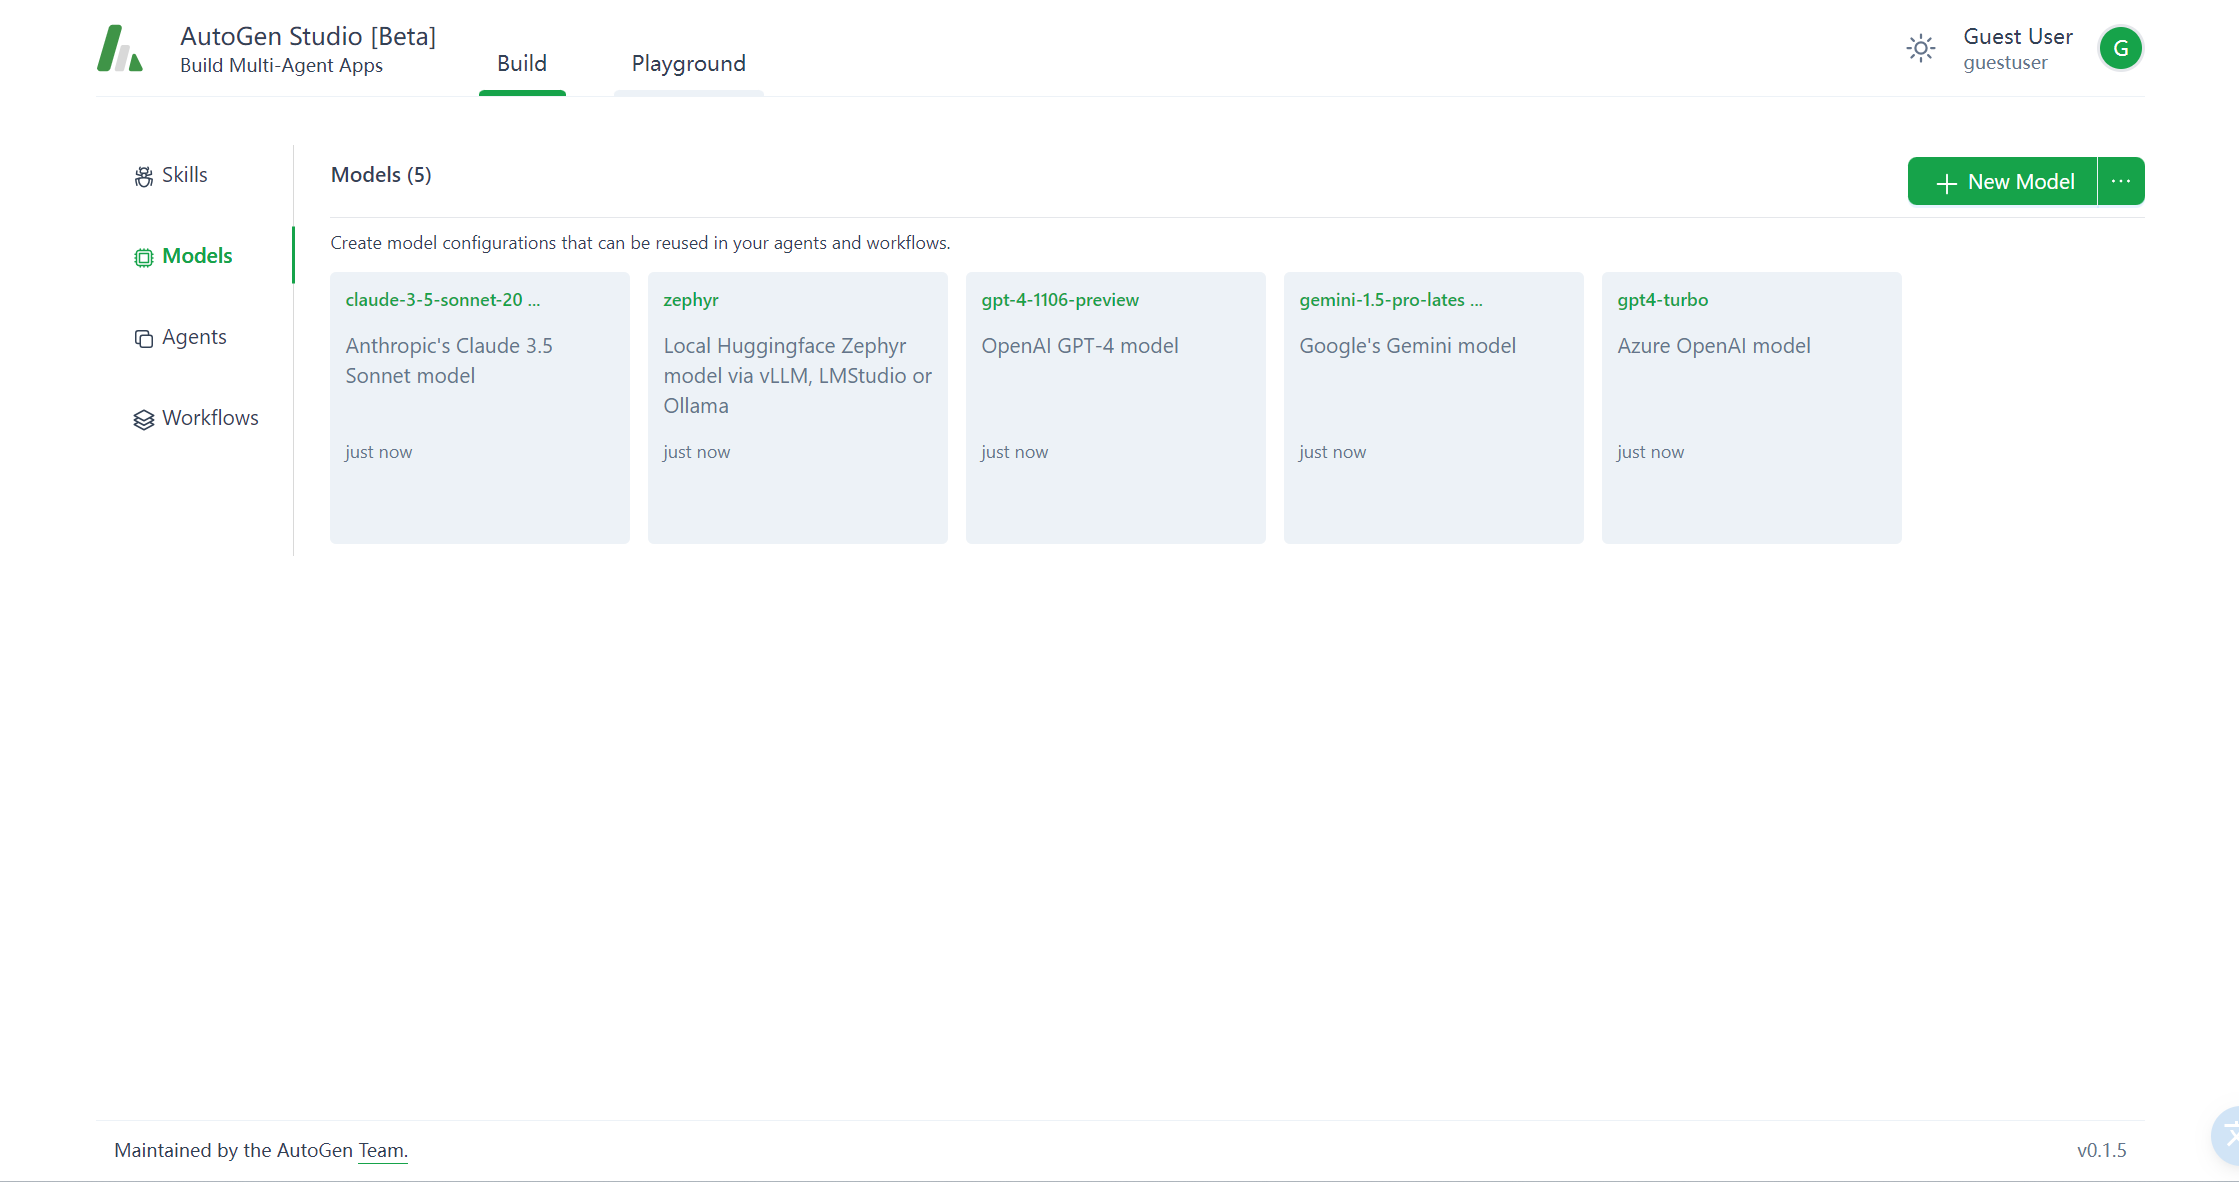 AutoGen Studio [Beta]
Build Multi-Agent Apps
Build
Playground
Guest User
guestuser
G
Skills
Models
Agents
Workflows
Models (5)
New Model
Create model configurations that can be reused in your agents and workflows.
claude-3-5-sonnet-20 ...
Anthropic's Claude 3.5
Sonnet model
just now
zephyr
Local Huggingface Zephyr
model via vLLM, LMStudio or
Ollama
just now
gpt-4-1106-preview
OpenAI GPT-4 model
just now
gemini-1.5-pro-lates ...
Google's Gemini model
just now
gpt4-turbo
Azure OpenAI model
just now
Maintained by the AutoGen Team.
v0.1.5